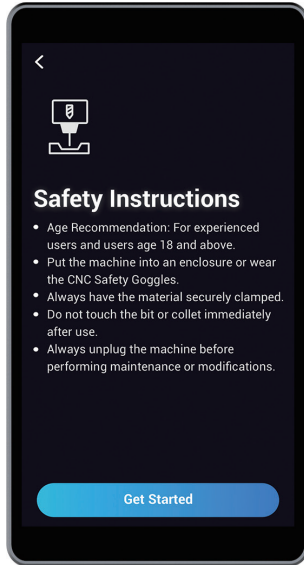 Safety Instructions
• Age Recommendation: For experienced
users and users age 18 and above.
• Put the machine into an enclosure or wear
the CNC Safety Goggles.
• Always have the material securely clamped.
• Do not touch the bit or collet immediately
after use.
• Always unplug the machine before
performing maintenance or modifications.
Get Started